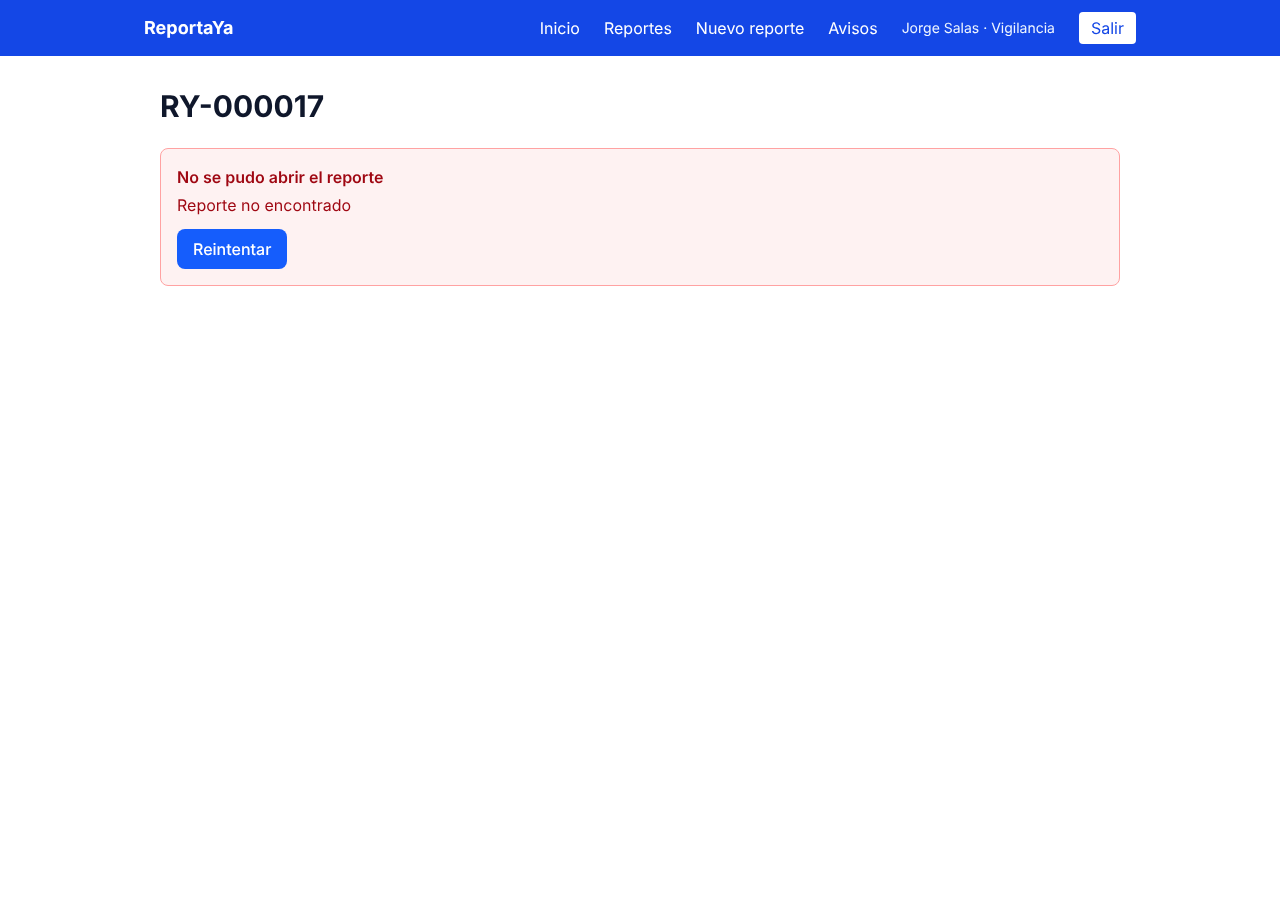 ReportaYa
Inicio
Reportes
Nuevo reporte
Avisos
Jorge Salas · Vigilancia
Salir
RY-000017
No se pudo abrir el reporte
Reporte no encontrado
Reintentar